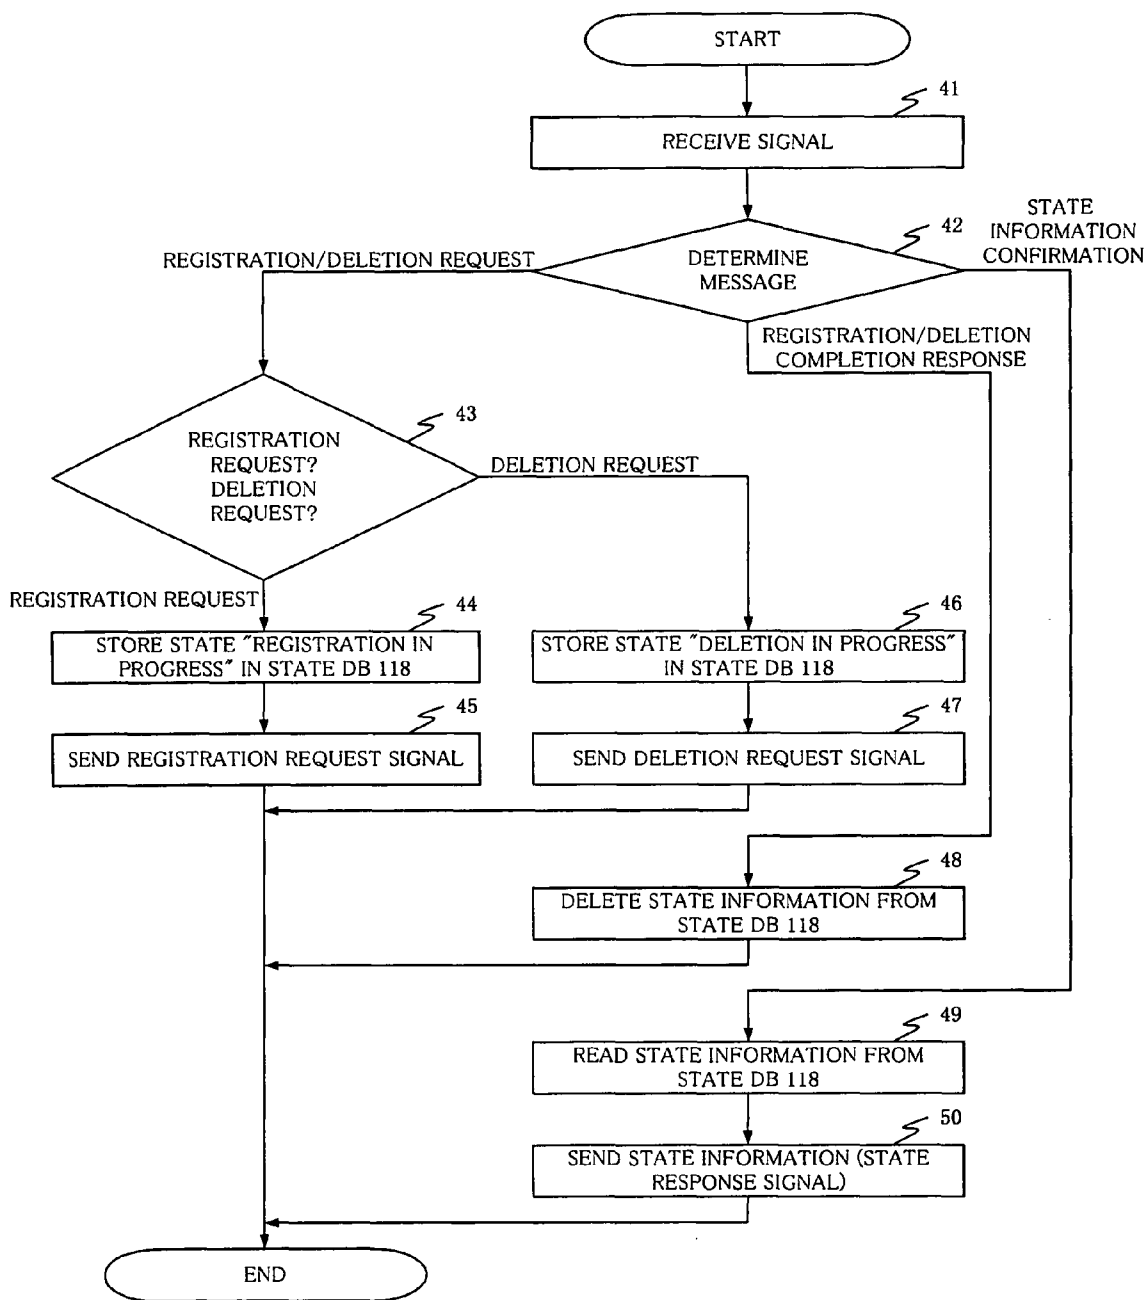 START
41
RECEIVE SIGNAL
42
STATE
INFORMATION
CONFIRMATION
REGISTRATION/DELETION REQUEST
DETERMINE
MESSAGE
REGISTRATION/DELETION
COMPLETION RESPONSE
43
REGISTRATION
REQUEST?
DELETION
REQUEST?
DELETION REQUEST
REGISTRATION REQUEST
44
STORE STATE "REGISTRATION IN
PROGRESS" IN STATE DB 118
46
STORE STATE "DELETION IN PROGRESS"
IN STATE DB 118
45
SEND REGISTRATION REQUEST SIGNAL
47
SEND DELETION REQUEST SIGNAL
48
DELETE STATE INFORMATION FROM
STATE DB 118
49
READ STATE INFORMATION FROM
STATE DB 118
50
SEND STATE INFORMATION (STATE
RESPONSE SIGNAL)
END